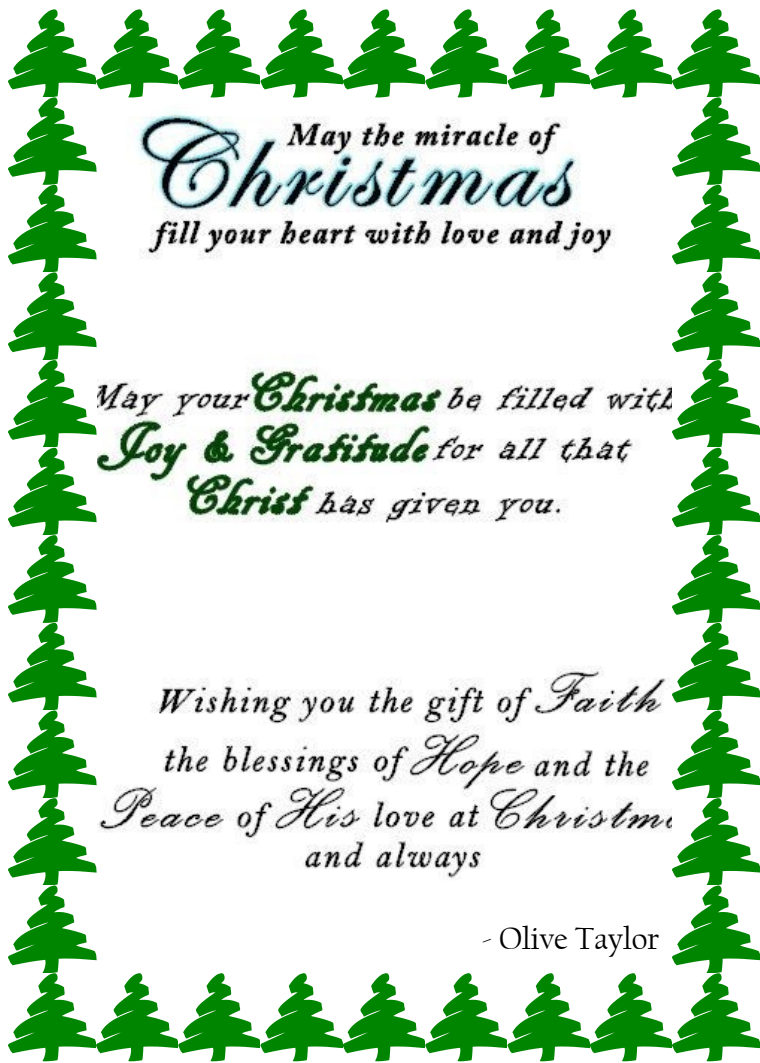 May the miracle of
Christmas
fill your heart with love and joy
May your Christmas be filled with
Joy & Gratitude for all that
Christ has given you.
Wishing you the gift of Faith
the blessings of Hope and the
Peace of His love at Christma
and always
- Olive Taylor